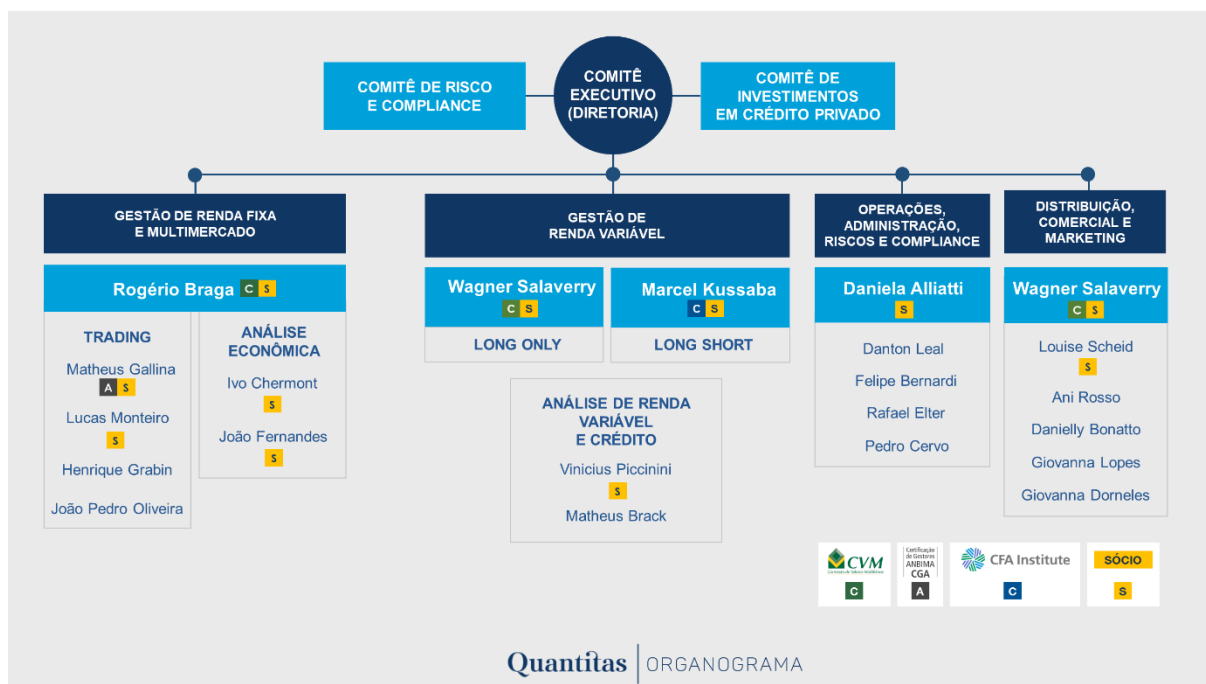 COMITÊ DE RISCO
E COMPLIANCE
COMITÊ
EXECUTIVO
(DIRETORIA)
COMITÊ DE
INVESTIMENTOS
EM CRÉDITO PRIVADO
GESTÃO DE RENDA FIXA
E MULTIMERCADO
Rogério Braga C S
TRADING
Matheus Gallina
A S
Lucas Monteiro
S
Henrique Grabin
João Pedro Oliveira
ANÁLISE
ECONÔMICA
Ivo Chermont
S
João Fernandes
S
GESTÃO DE
RENDA VARIÁVEL
Wagner Salaverry
C S
LONG ONLY
Marcel Kussaba
C S
LONG SHORT
ANÁLISE DE RENDA
VARIÁVEL
E CRÉDITO
Vinicius Piccinini
S
Matheus Brack
OPERAÇÕES,
ADMINISTRAÇÃO,
RISCOS E COMPLIANCE
Daniela Alliatti
S
Danton Leal
Felipe Bernardi
Rafael Elter
Pedro Cervo
DISTRIBUIÇÃO,
COMERCIAL E
MARKETING
Wagner Salaverry
C S
Louise Scheid
S
Ani Rosso
Danielly Bonatto
Giovanna Lopes
Giovanna Dorneles
CVM
C
Certificação
de Gestores
ANBIMA
CGA
A
CFA Institute
C
SÓCIO
S
Quantitas ORGANOGRAMA